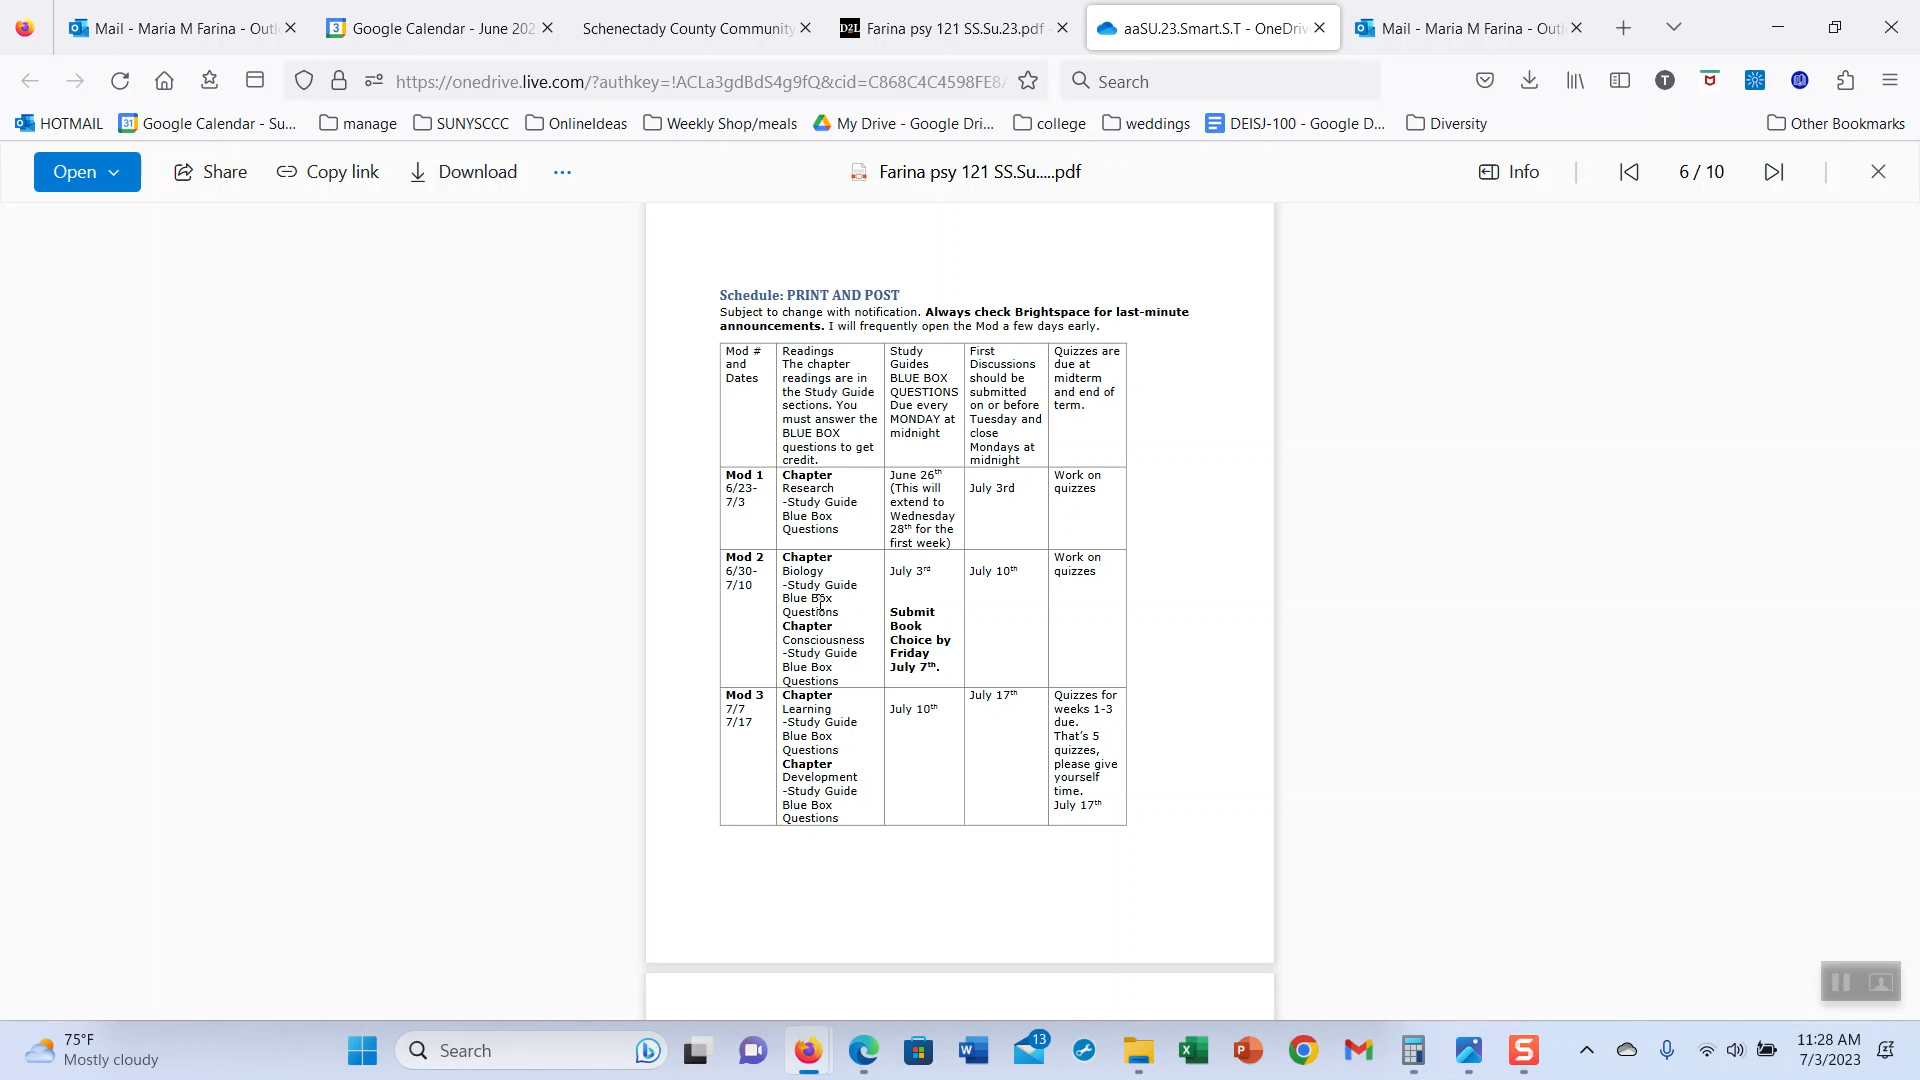 Mail - Maria M Farina - Outl
Google Calendar - June 202
Schenectady County Community
D2L Farina psy 121 SS.Su.23.pdf -
aaSU.23.Smart.S.T - OneDriv
Mail - Maria M Farina - Outl
https://onedrive.live.com/?authkey=!ACLa3gdBdS4g9fQ&cid=C868C4C4598FE8A
Search
HOTMAIL
31 Google Calendar - Su...
manage
SUNYSCCC
OnlineIdeas
Weekly Shop/meals
My Drive - Google Dri...
college
weddings
DEISJ-100 - Google D...
Diversity
Other Bookmarks
Open
Share
Copy link
Download
Farina psy 121 SS.Su.....pdf
Info
6 / 10
Schedule: PRINT AND POST
Subject to change with notification. Always check Brightspace for last-minute
announcements. I will frequently open the Mod a few days early.
Mod #
and
Dates
Readings
The chapter
readings are in
the Study Guide
sections. You
must answer the
BLUE BOX
questions to get
credit.
Study
Guides
BLUE BOX
QUESTIONS
Due every
MONDAY at
midnight
First
Discussions
should be
submitted
on or before
Tuesday and
close
Mondays at
midnight
Quizzes are
due at
midterm
and end of
term.
Mod 1
6/23-
7/3
Chapter
Research
-Study Guide
Blue Box
Questions
June 26th
(This will
extend to
Wednesday
28th for the
first week)
July 3rd
Work on
quizzes
Mod 2
6/30-
7/10
Chapter
Biology
-Study Guide
Blue Box
Questions
Chapter
Consciousness
-Study Guide
Blue Box
Questions
July 3rd
Submit
Book
Choice by
Friday
July 7th.
July 10th
Work on
quizzes
Mod 3
7/7
7/17
Chapter
Learning
-Study Guide
Blue Box
Questions
Chapter
Development
-Study Guide
Blue Box
Questions
July 10th
July 17th
Quizzes for
weeks 1-3
due.
That's 5
quizzes,
please give
yourself
time.
July 17th
75°F
Mostly cloudy
Search
13
11:28 AM
7/3/2023